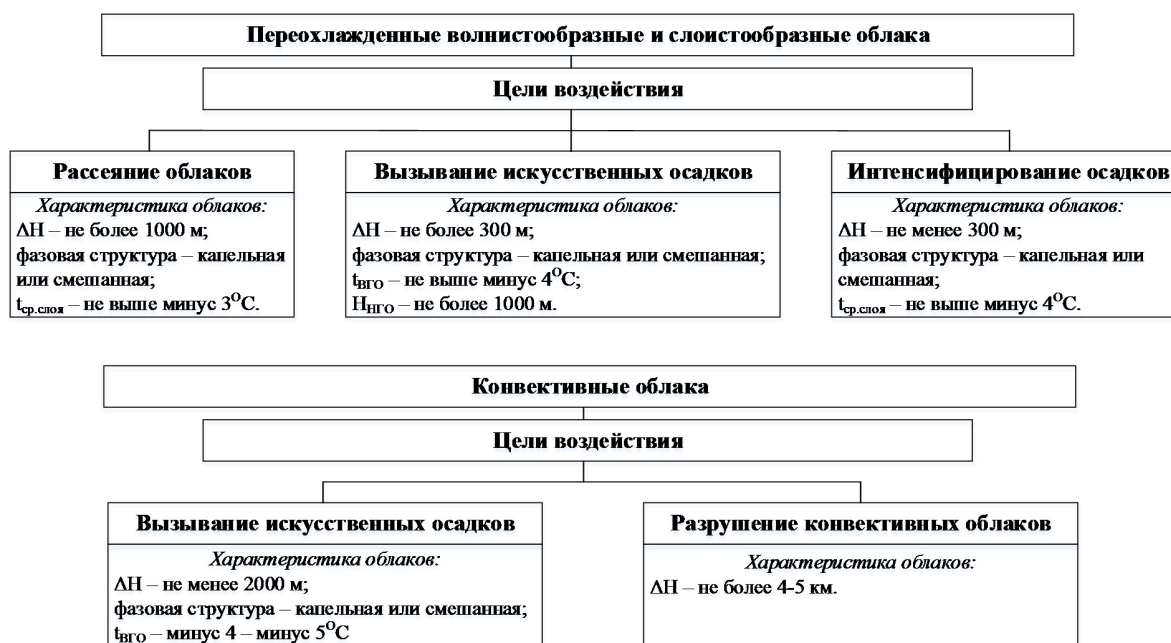 Переохлажденные волнистообразные и слоистообразные облака
Цели воздействия
Рассеяние облаков
Характеристика облаков:
ΔH – не более 1000 м;
фазовая структура – капельная
или смешанная;
tср.слоя – не выше минус 3°С.
Вызывание искусственных осадков
Характеристика облаков:
ΔH – не более 300 м;
фазовая структура – капельная или смешанная;
tВГО – не выше минус 4°С;
HНГО – не более 1000 м.
Интенсифицирование осадков
Характеристика облаков:
ΔH – не менее 300 м;
фазовая структура – капельная или
смешанная;
tср.слоя – не выше минус 4°С.
Конвективные облака
Цели воздействия
Вызывание искусственных осадков
Характеристика облаков:
ΔH – не менее 2000 м;
фазовая структура – капельная или смешанная;
tВГО – минус 4 – минус 5°С
Разрушение конвективных облаков
Характеристика облаков:
ΔH – не более 4-5 км.